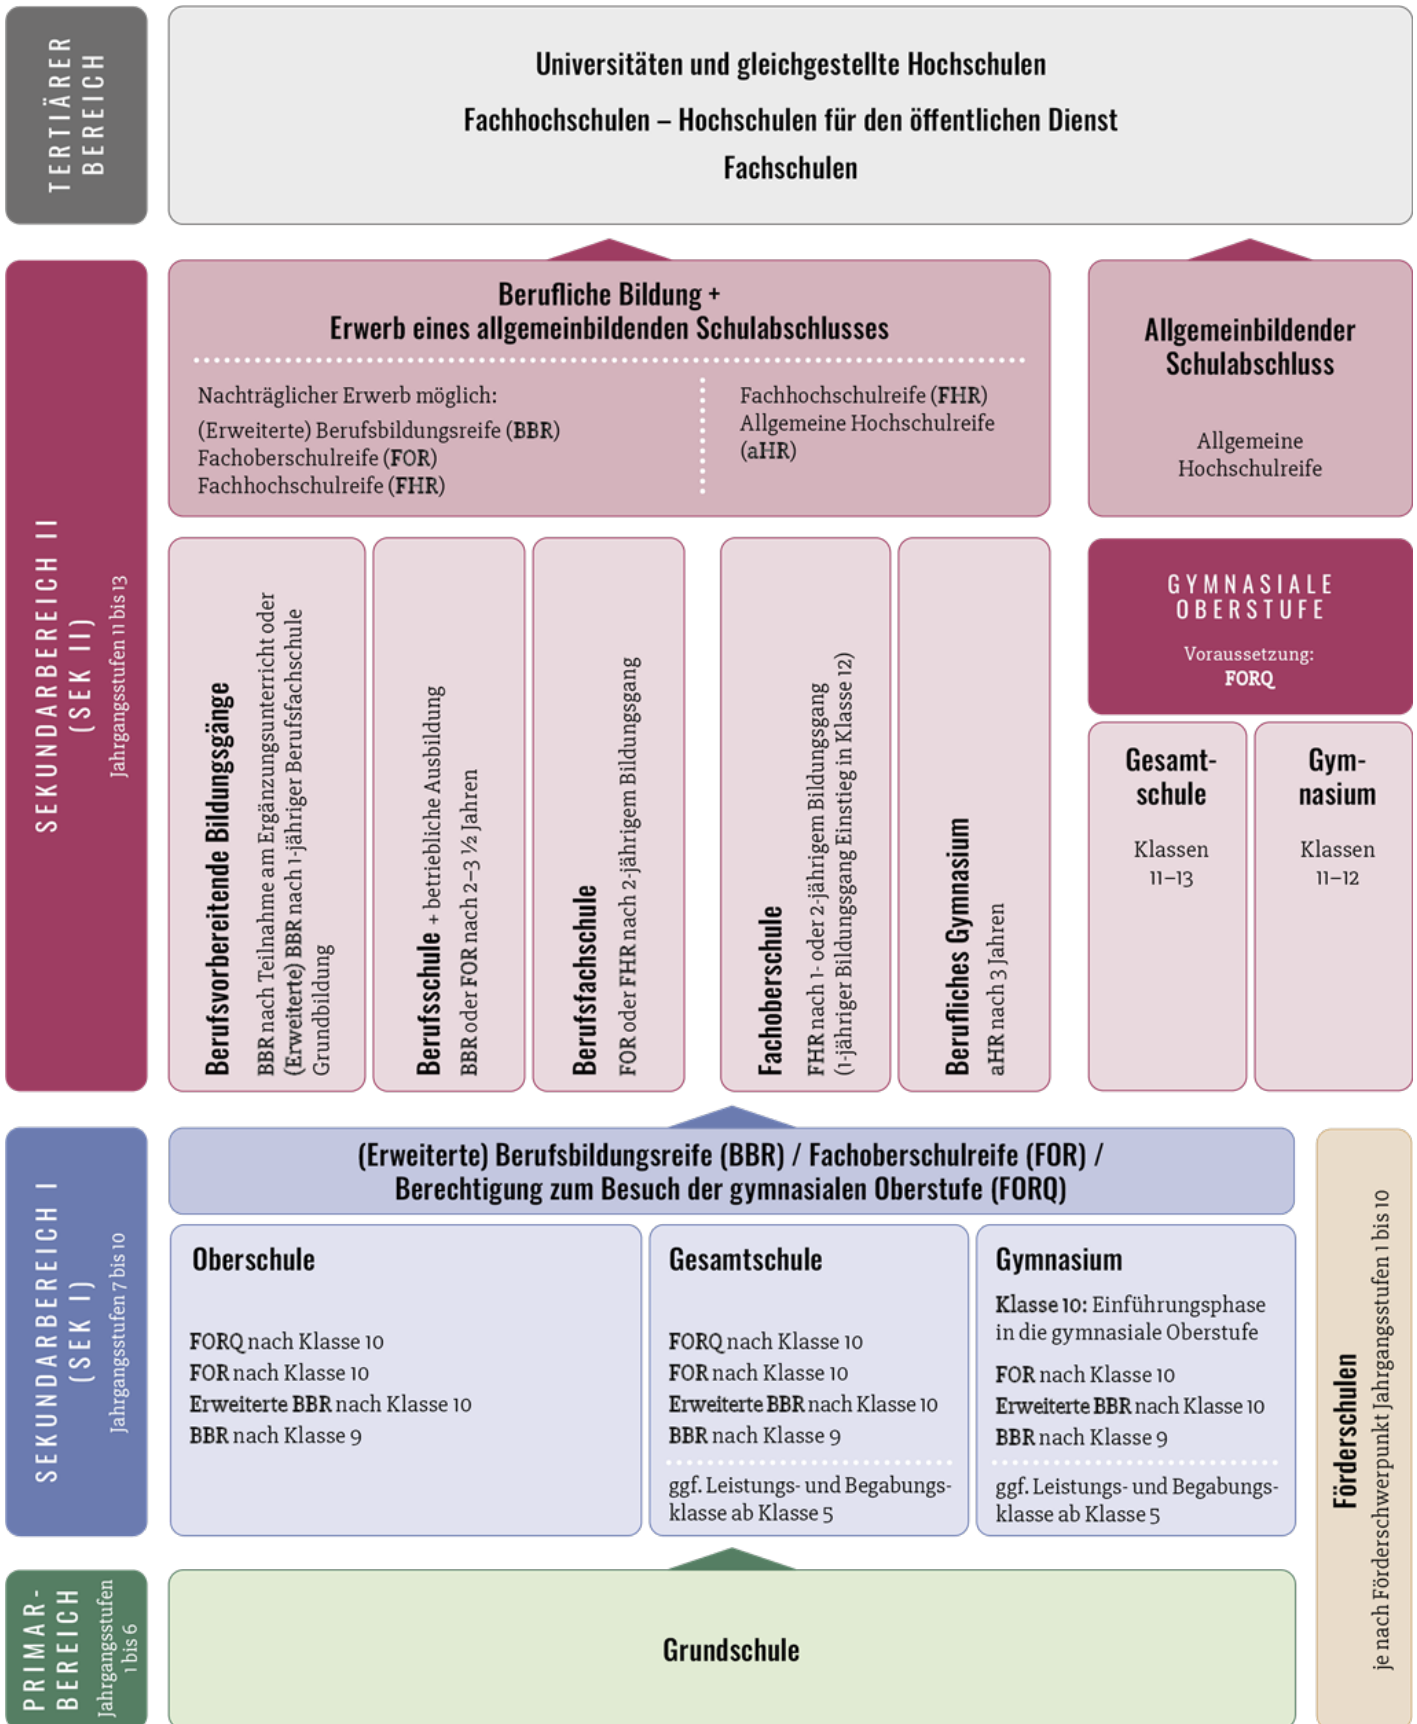 TERTIÄRER
BEREICH
Universitäten und gleichgestellte Hochschulen
Fachhochschulen – Hochschulen für den öffentlichen Dienst
Fachschulen
SEKUNDARBEREICH II
(SEK II)
Jahrgangsstufen 11 bis 13
Berufliche Bildung +
Erwerb eines allgemeinbildenden Schulabschlusses
Nachträglicher Erwerb möglich:
(Erweiterte) Berufsbildungsreife (BBR)
Fachoberschulreife (FOR)
Fachhochschulreife (FHR)
Fachhochschulreife (FHR)
Allgemeine Hochschulreife
(aHR)
Allgemeinbildender
Schulabschluss
Allgemeine
Hochschulreife
Berufsvorbereitende Bildungsgänge
BBR nach Teilnahme am Ergänzungsunterricht oder
(Erweiterte) BBR nach 1-jähriger Berufsfachschule
Grundbildung
Berufsschule + betriebliche Ausbildung
BBR oder FOR nach 2–3 ½ Jahren
Berufsfachschule
FOR oder FHR nach 2-jährigem Bildungsgang
Fachoberschule
FHR nach 1- oder 2-jährigem Bildungsgang
(1-jähriger Bildungsgang Einstieg in Klasse 12)
Berufliches Gymnasium
aHR nach 3 Jahren
GYMNASIALE
OBERSTUFE
Voraussetzung:
FORQ
Gesamt-
schule
Klassen
11–13
Gym-
nasium
Klassen
11–12
SEKUNDARBEREICH I
(SEK I)
Jahrgangsstufen 7 bis 10
(Erweiterte) Berufsbildungsreife (BBR) / Fachoberschulreife (FOR) /
Berechtigung zum Besuch der gymnasialen Oberstufe (FORQ)
Oberschule
FORQ nach Klasse 10
FOR nach Klasse 10
Erweiterte BBR nach Klasse 10
BBR nach Klasse 9
Gesamtschule
FORQ nach Klasse 10
FOR nach Klasse 10
Erweiterte BBR nach Klasse 10
BBR nach Klasse 9
ggf. Leistungs- und Begabungs-
klasse ab Klasse 5
Gymnasium
Klasse 10: Einführungsphase
in die gymnasiale Oberstufe
FOR nach Klasse 10
Erweiterte BBR nach Klasse 10
BBR nach Klasse 9
ggf. Leistungs- und Begabungs-
klasse ab Klasse 5
Förderschulen
je nach Förderschwerpunkt Jahrgangsstufen 1 bis 10
PRIMAR-
BEREICH
Jahrgangsstufen
1 bis 6
Grundschule